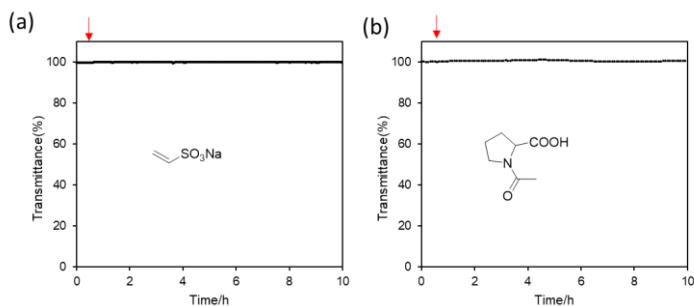 (a)
100
80
60
40
20
0
Transmittance(%)
SO3Na
0 2 4 6 8 10
Time/h
(b)
100
80
60
40
20
0
Transmittance(%)
COOH
N
O
0 2 4 6 8 10
Time/h